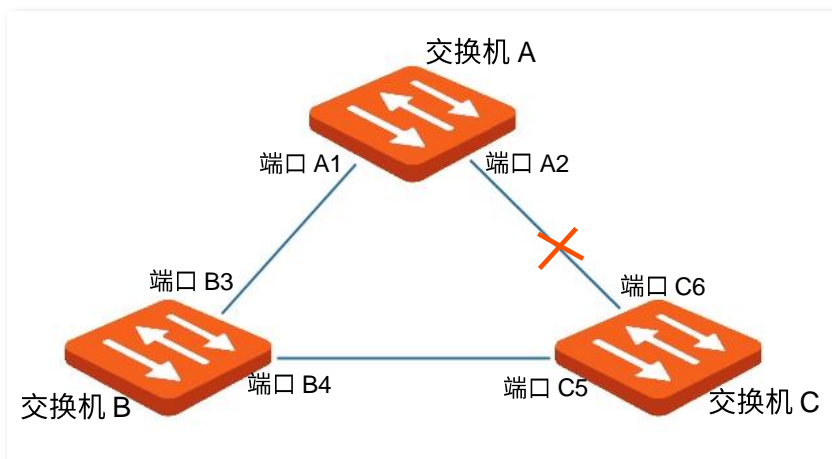 交换机 A
端口 A1
端口 A2
端口 B3
端口 C6
端口 B4
端口 C5
交换机 B
交换机 C